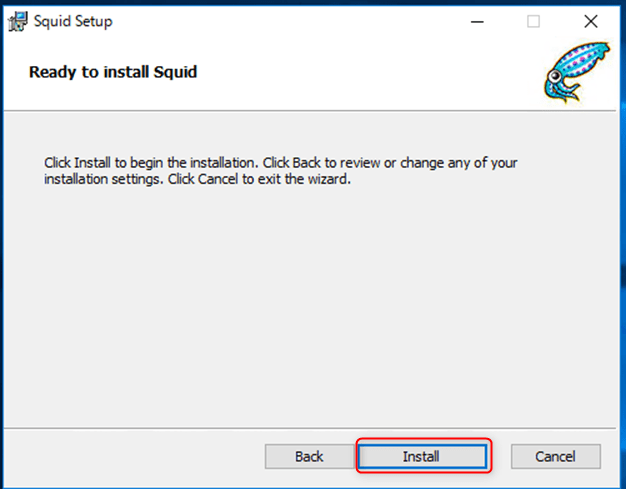 Squid Setup
Ready to install Squid
Click Install to begin the installation. Click Back to review or change any of your
installation settings. Click Cancel to exit the wizard.
Back Install Cancel